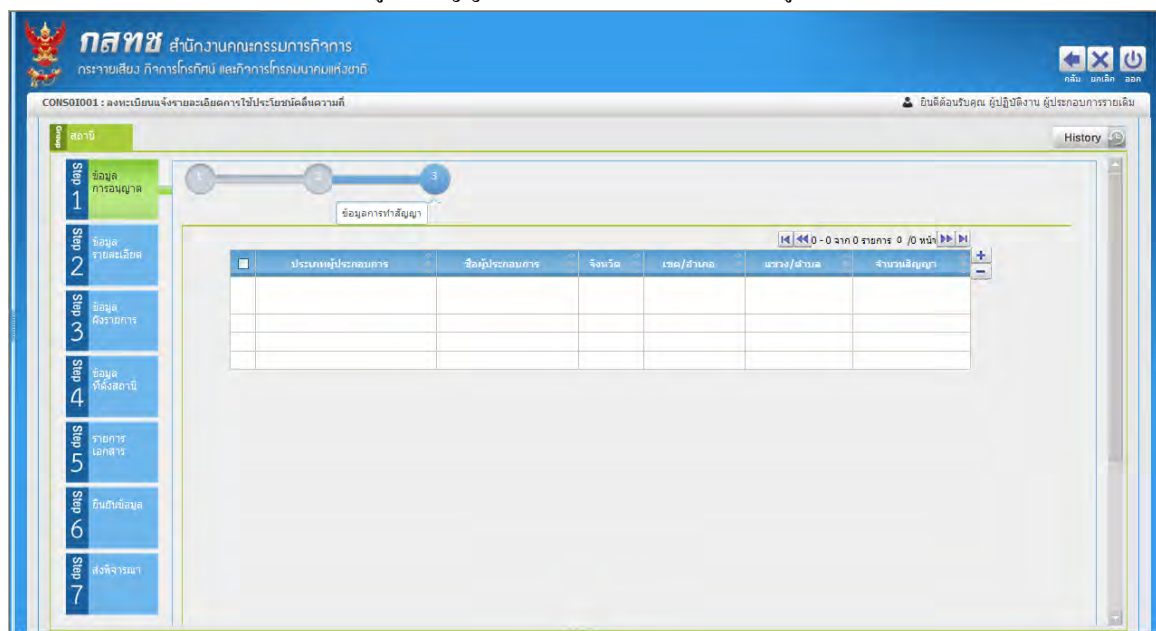 กสทช สำนักงานคณะกรรมการกิจการ
กระจายเสียง กิจการโทรทัศน์ และกิจการโทรคมนาคมแห่งชาติ
กลับ ยกเลิก ออก
CONS01001 : ลงทะเบียนแจ้งรายละเอียดการใช้ประโยชน์คลื่นความถี่
ยินดีต้อนรับคุณ ผู้ปฏิบัติงาน ผู้ประกอบการรายเดิม
Group สถานี
History
Step 1 ข้อมูล
การอนุญาต
1 2 3
ข้อมูลการทำสัญญา
0 - 0 จาก 0 รายการ 0 /0 หน้า
ประเภทผู้ประกอบการ ชื่อผู้ประกอบการ จังหวัด เขต/อำเภอ แขวง/ตำบล จำนวนสัญญา
Step 2 ข้อมูล
รายละเอียด
Step 3 ข้อมูล
ผังรายการ
Step 4 ข้อมูล
ที่ตั้งสถานี
Step 5 รายการ
เอกสาร
Step 6 ยืนยันข้อมูล
Step 7 ส่งพิจารณา